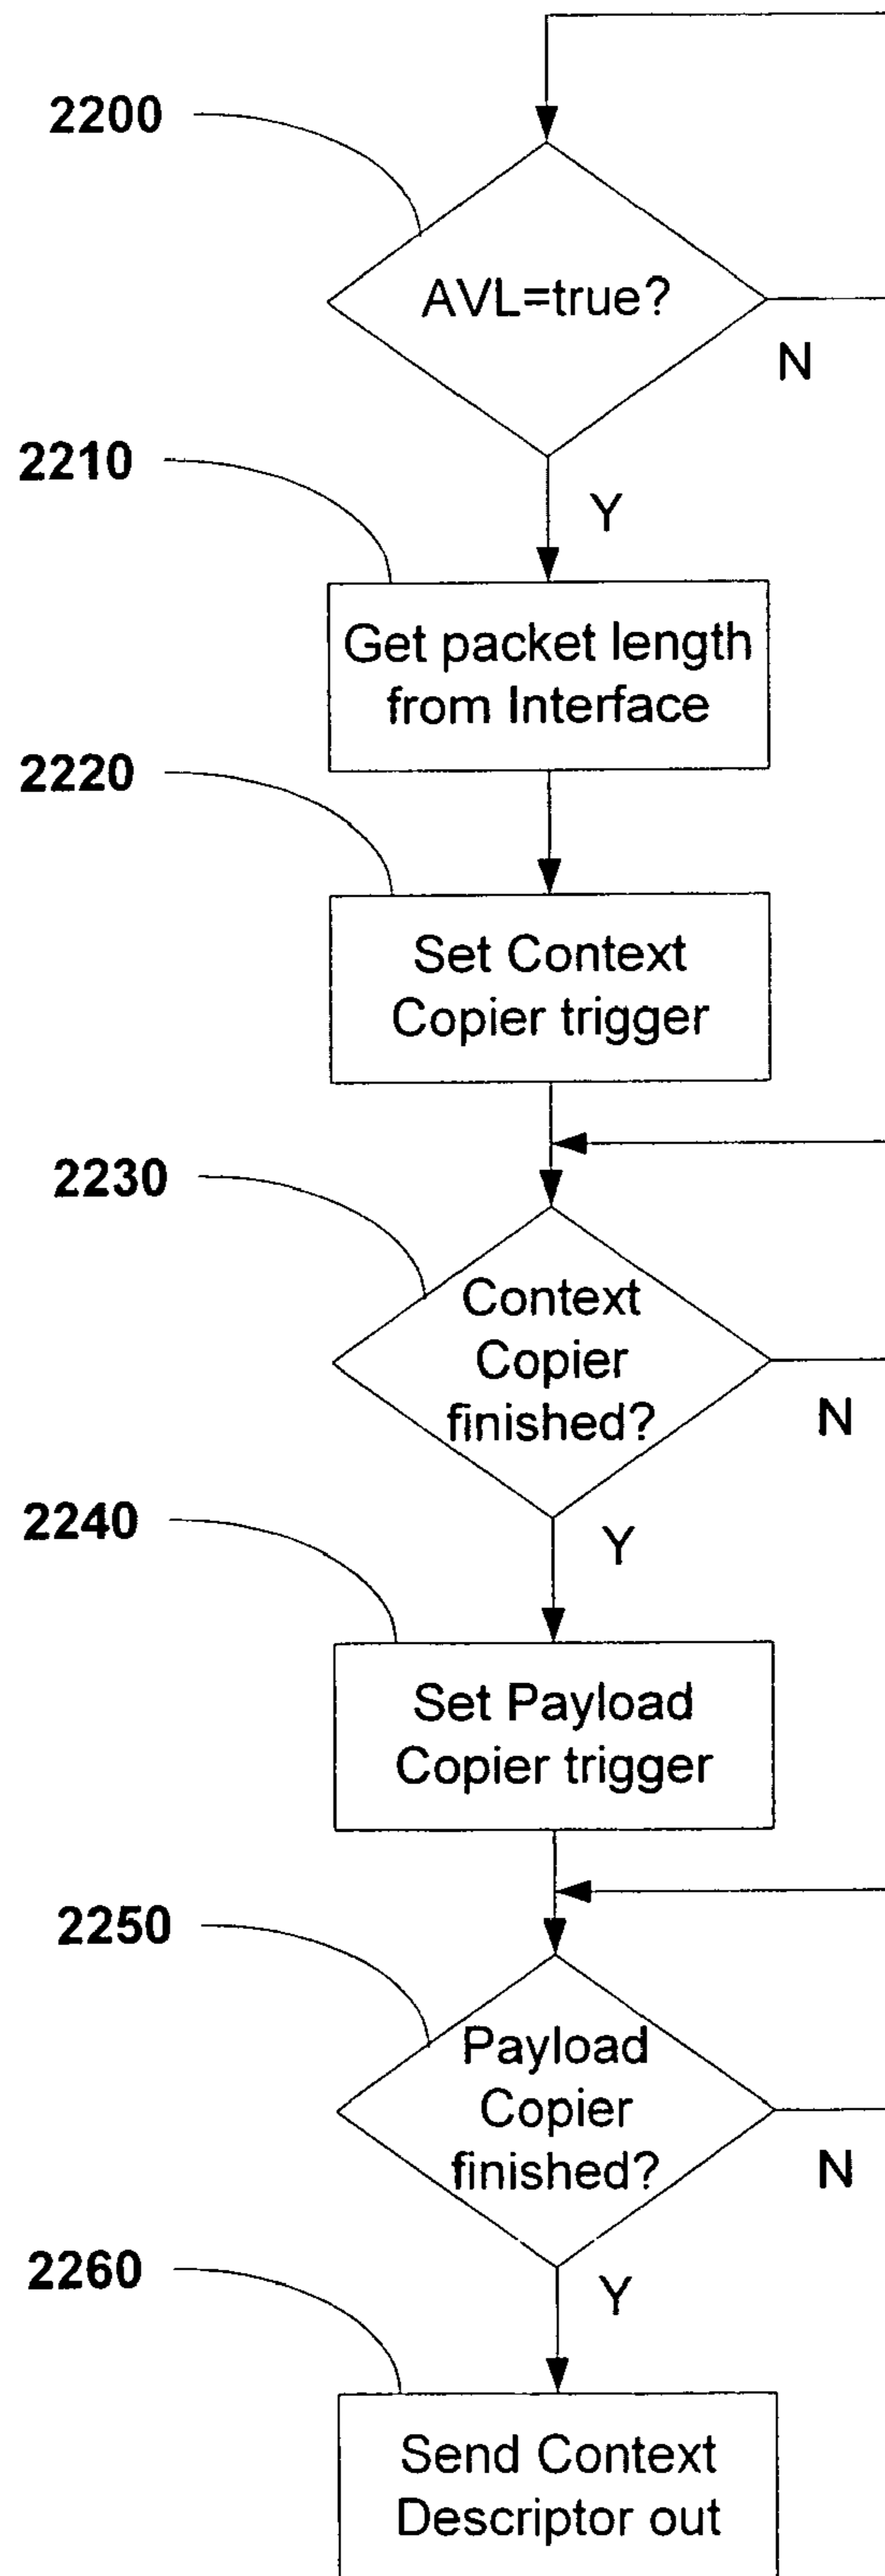 2200
AVL=true?
N
2210
Y
Get packet length
from Interface
2220
Set Context
Copier trigger
2230
Context
Copier
finished?
N
2240
Y
Set Payload
Copier trigger
2250
Payload
Copier
finished?
N
2260
Y
Send Context
Descriptor out